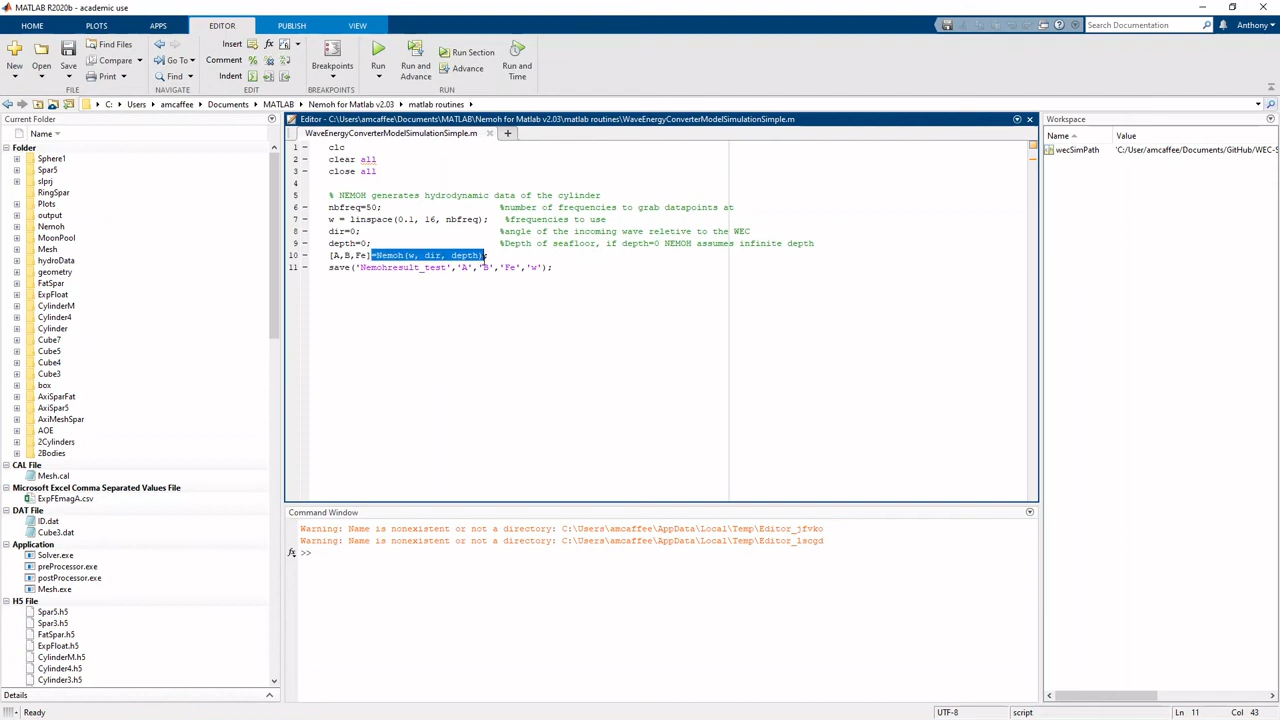 MATLAB R2020b - academic use
HOME PLOTS APPS EDITOR PUBLISH VIEW Search Documentation Anthony
New Open Save Find Files Compare Print Go To Find Insert Comment Indent Breakpoints Run Run and Advance Run Section Advance Run and Time
FILE NAVIGATE EDIT BREAKPOINTS RUN
C: Users amcaffee Documents MATLAB Nemoh for Matlab v2.03 matlab routines
Current Folder
Name
Folder
Sphere1
Spar5
slprj
RingSpar
Plots
output
Nemoh
MoonPool
Mesh
hydroData
geometry
ExpFloat
CylinderM
Cylinder4
Cylinder
Cube7
Cube5
Cube4
Cube3
box
AxiSparFat
AxiSpar5
AxiMeshSpar
AOE
2Cylinders
2Bodies
CAL File
Mesh.cal
Microsoft Excel Comma Separated Values File
ExpFEmagA.csv
DAT File
ID.dat
Cube3.dat
Application
Solver.exe
preProcessor.exe
postProcessor.exe
Mesh.exe
H5 File
Spar5.h5
Spar3.h5
FatSpar.h5
ExpFloat.h5
CylinderM.h5
Cylinder4.h5
Cylinder3.h5
Details
Editor - C:\Users\amcaffee\Documents\MATLAB\Nemoh for Matlab v2.03\matlab routines\WaveEnergyConverterModelSimulationSimple.m
WaveEnergyConverterModelSimulationSimple.m
1 clc
2 clear all
3 close all
4
5 % NEMOH generates hydrodynamic data of the cylinder
6 nbfreq=50; %number of frequencies to grab datapoints at
7 w = linspace(0.1, 16, nbfreq); %frequencies to use
8 dir=0; %angle of the incoming wave reletive to the WEC
9 depth=0; %Depth of seafloor, if depth=0 NEMOH assumes infinite depth
10 [A,B,Fe]=Nemoh(w, dir, depth);
11 save('Nemohresult_test','A','B','Fe','w');
Command Window
Warning: Name is nonexistent or not a directory: C:\Users\amcaffee\AppData\Local\Temp\Editor_jfvko
Warning: Name is nonexistent or not a directory: C:\Users\amcaffee\AppData\Local\Temp\Editor_lscgd
fx >>
Workspace
Name Value
wecSimPath 'C:/User/amcaffee/Documents/GitHub/WEC-S
Ready UTF-8 script Ln 11 Col 43